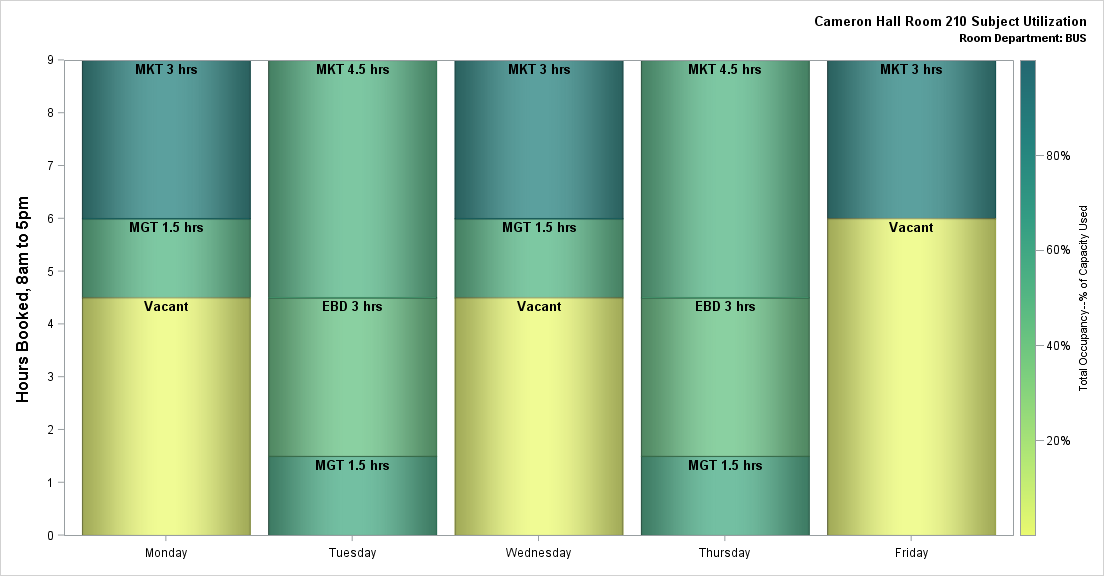 Cameron Hall Room 210 Subject Utilization
Room Department: BUS
Hours Booked, 8am to 5pm
9
8
7
6
5
4
3
2
1
0
MKT 3 hrs
MGT 1.5 hrs
Vacant
MKT 4.5 hrs
EBD 3 hrs
MGT 1.5 hrs
MKT 3 hrs
MGT 1.5 hrs
Vacant
MKT 4.5 hrs
EBD 3 hrs
MGT 1.5 hrs
MKT 3 hrs
Vacant
Monday
Tuesday
Wednesday
Thursday
Friday
80%
60%
40%
20%
Total Occupancy--% of Capacity Used